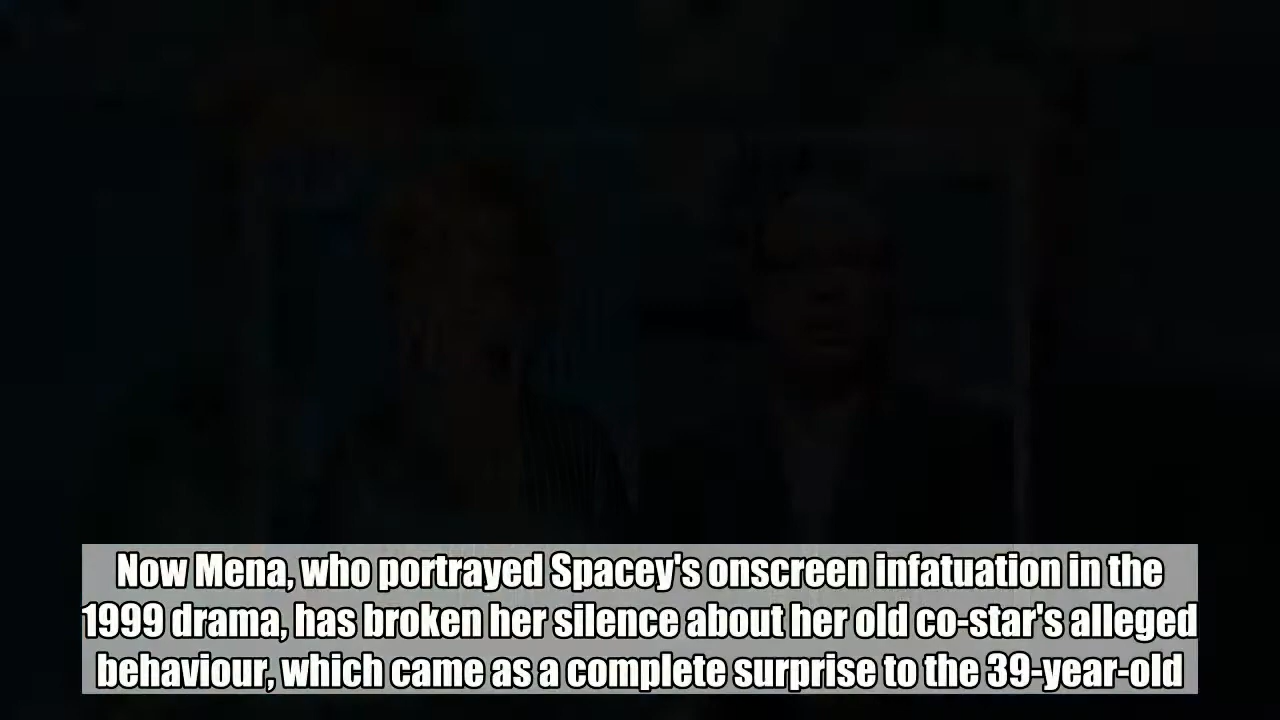 Now Mena, who portrayed Spacey's onscreen infatuation in the
1999 drama, has broken her silence about her old co-star's alleged
behaviour, which came as a complete surprise to the 39-year-old